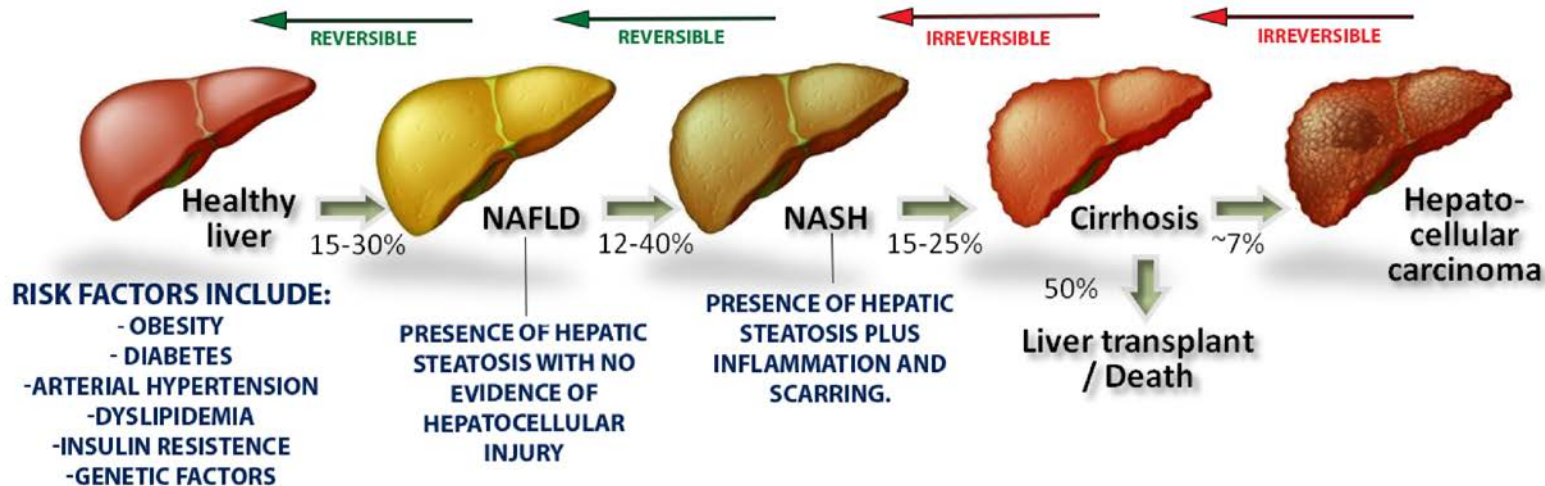 REVERSIBLE
REVERSIBLE
IRREVERSIBLE
IRREVERSIBLE
Healthy
liver
15-30%
NAFLD
12-40%
NASH
15-25%
Cirrhosis
~7%
Hepato-
cellular
carcinoma
50%
Liver transplant
/ Death
RISK FACTORS INCLUDE:
- OBESITY
- DIABETES
-ARTERIAL HYPERTENSION
-DYSLIPIDEMIA
-INSULIN RESISTENCE
-GENETIC FACTORS
PRESENCE OF HEPATIC
STEATOSIS WITH NO
EVIDENCE OF
HEPATOCELLULAR
INJURY
PRESENCE OF HEPATIC
STEATOSIS PLUS
INFLAMMATION AND
SCARRING.